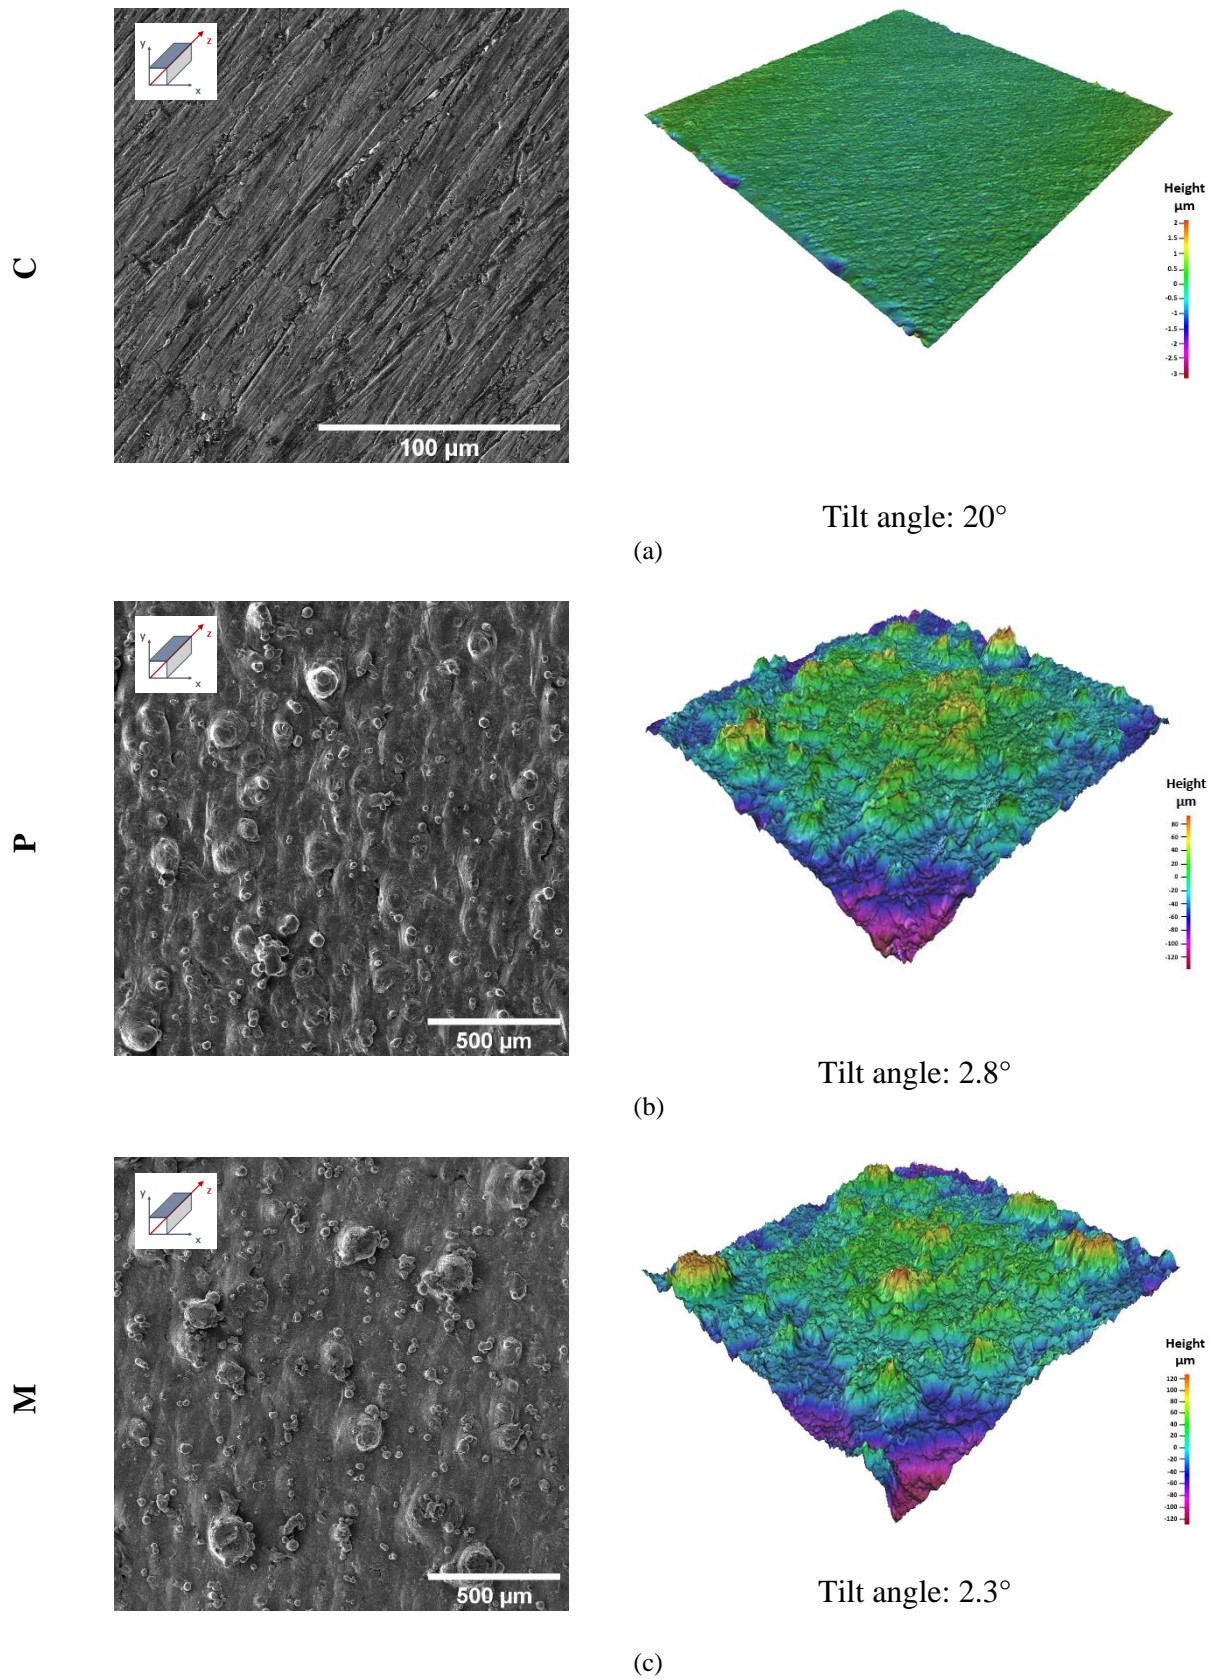 C
y
z
x
100 µm
Height
µm
2
1.5
1
0.5
0
-0.5
-1
-1.5
-2
-2.5
-3
Tilt angle: 20°
(a)
P
y
z
x
500 µm
Height
µm
80
60
40
20
0
-20
-40
-60
-80
-100
-120
Tilt angle: 2.8°
(b)
M
y
z
x
500 µm
Height
µm
120
100
80
60
40
20
0
-20
-40
-60
-80
-100
-120
Tilt angle: 2.3°
(c)